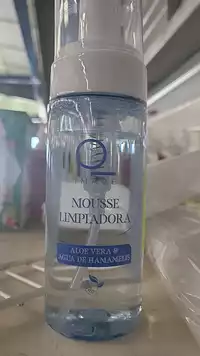 MOUSSE
LIMPIADORA
ALOE VERA &
AGUA DE HAMAMELIS